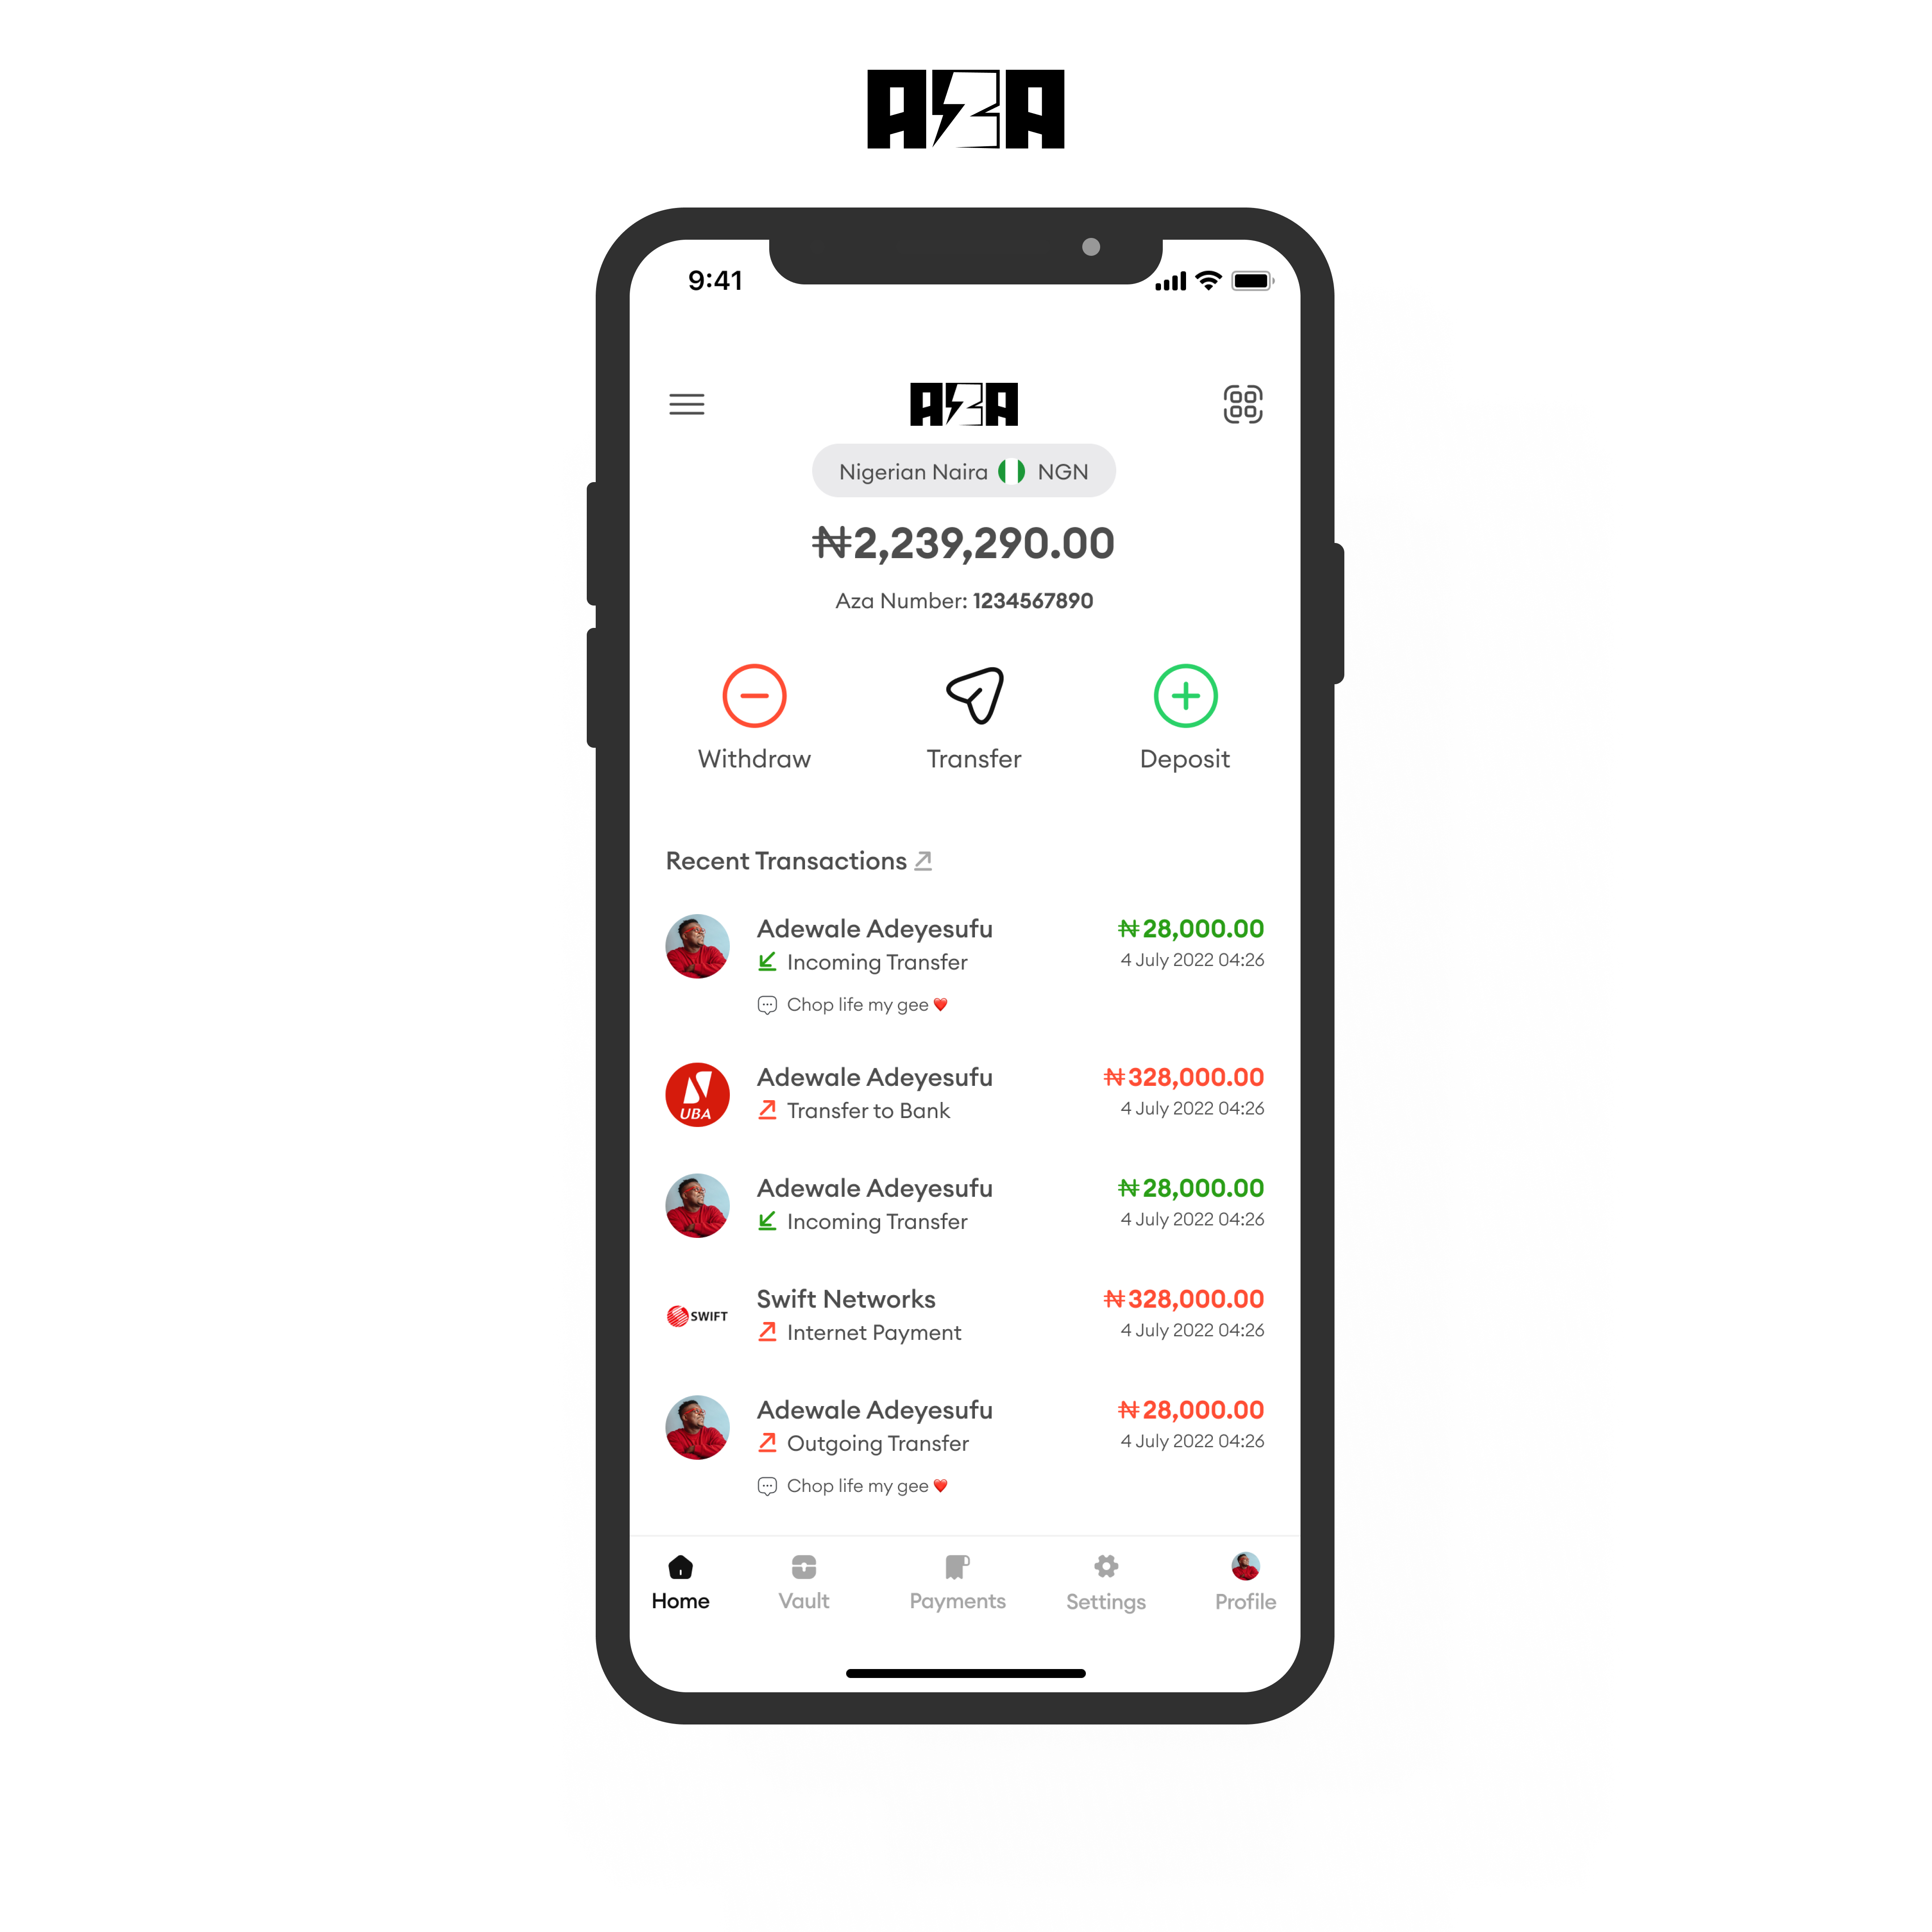 AZA
9:41
AZA
Nigerian Naira NGN
₦2,239,290.00
Aza Number: 1234567890
Withdraw Transfer Deposit
Recent Transactions
Adewale Adeyesufu ₦28,000.00
Incoming Transfer 4 July 2022 04:26
Chop life my gee ❤️
Adewale Adeyesufu ₦328,000.00
UBA Transfer to Bank 4 July 2022 04:26
Adewale Adeyesufu ₦28,000.00
Incoming Transfer 4 July 2022 04:26
Swift Networks ₦328,000.00
SWIFT Internet Payment 4 July 2022 04:26
Adewale Adeyesufu ₦28,000.00
Outgoing Transfer 4 July 2022 04:26
Chop life my gee ❤️
Home Vault Payments Settings Profile